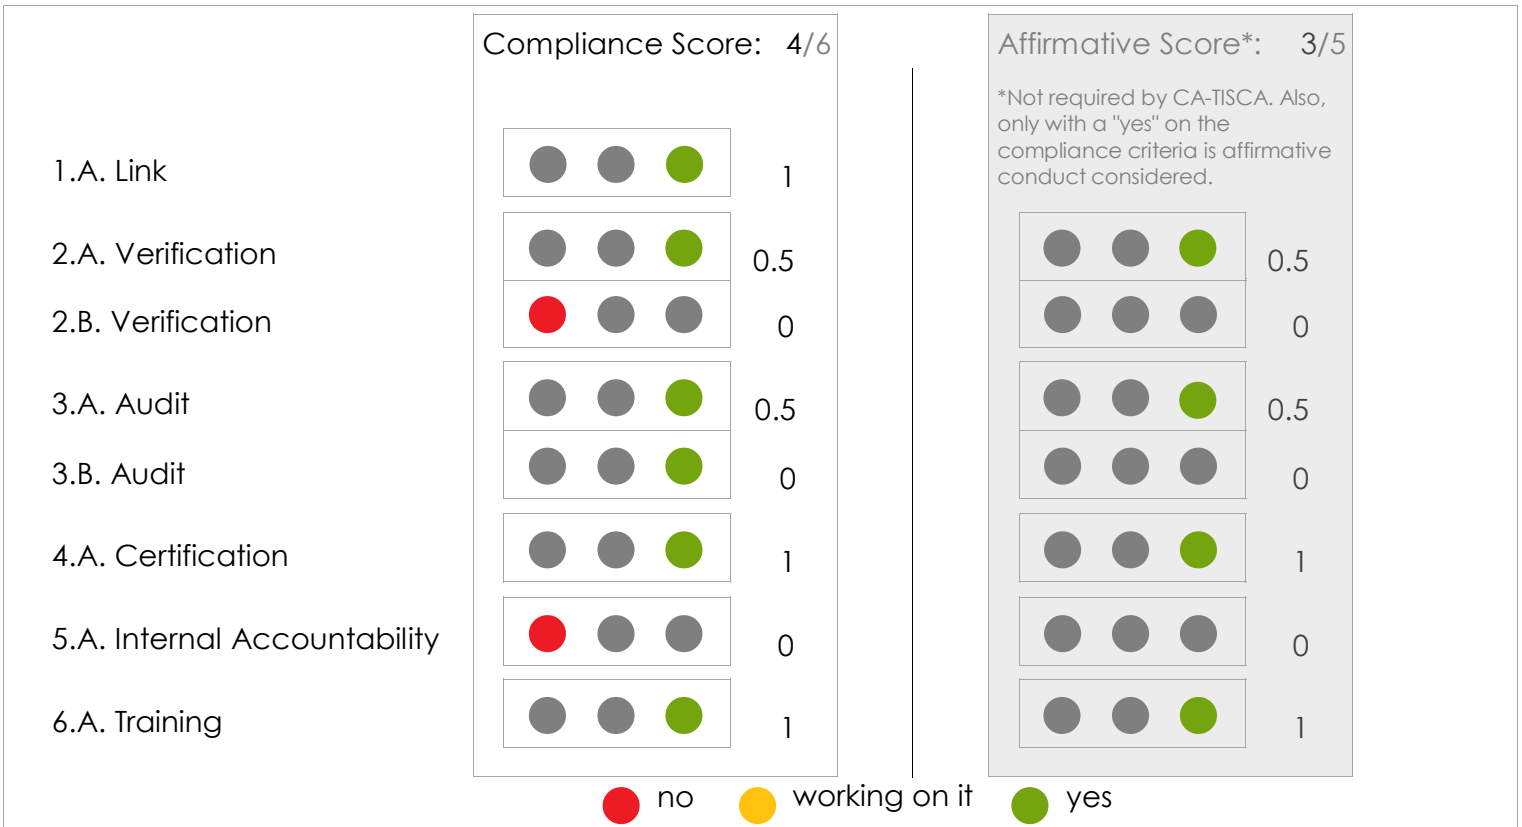 Compliance Score: 4/6
Affirmative Score*: 3/5
*Not required by CA-TISCA. Also,
only with a "yes" on the
compliance criteria is affirmative
conduct considered.
1.A. Link 1
2.A. Verification 0.5 0.5
2.B. Verification 0 0
3.A. Audit 0.5 0.5
3.B. Audit 0 0
4.A. Certification 1 1
5.A. Internal Accountability 0 0
6.A. Training 1 1
no working on it yes